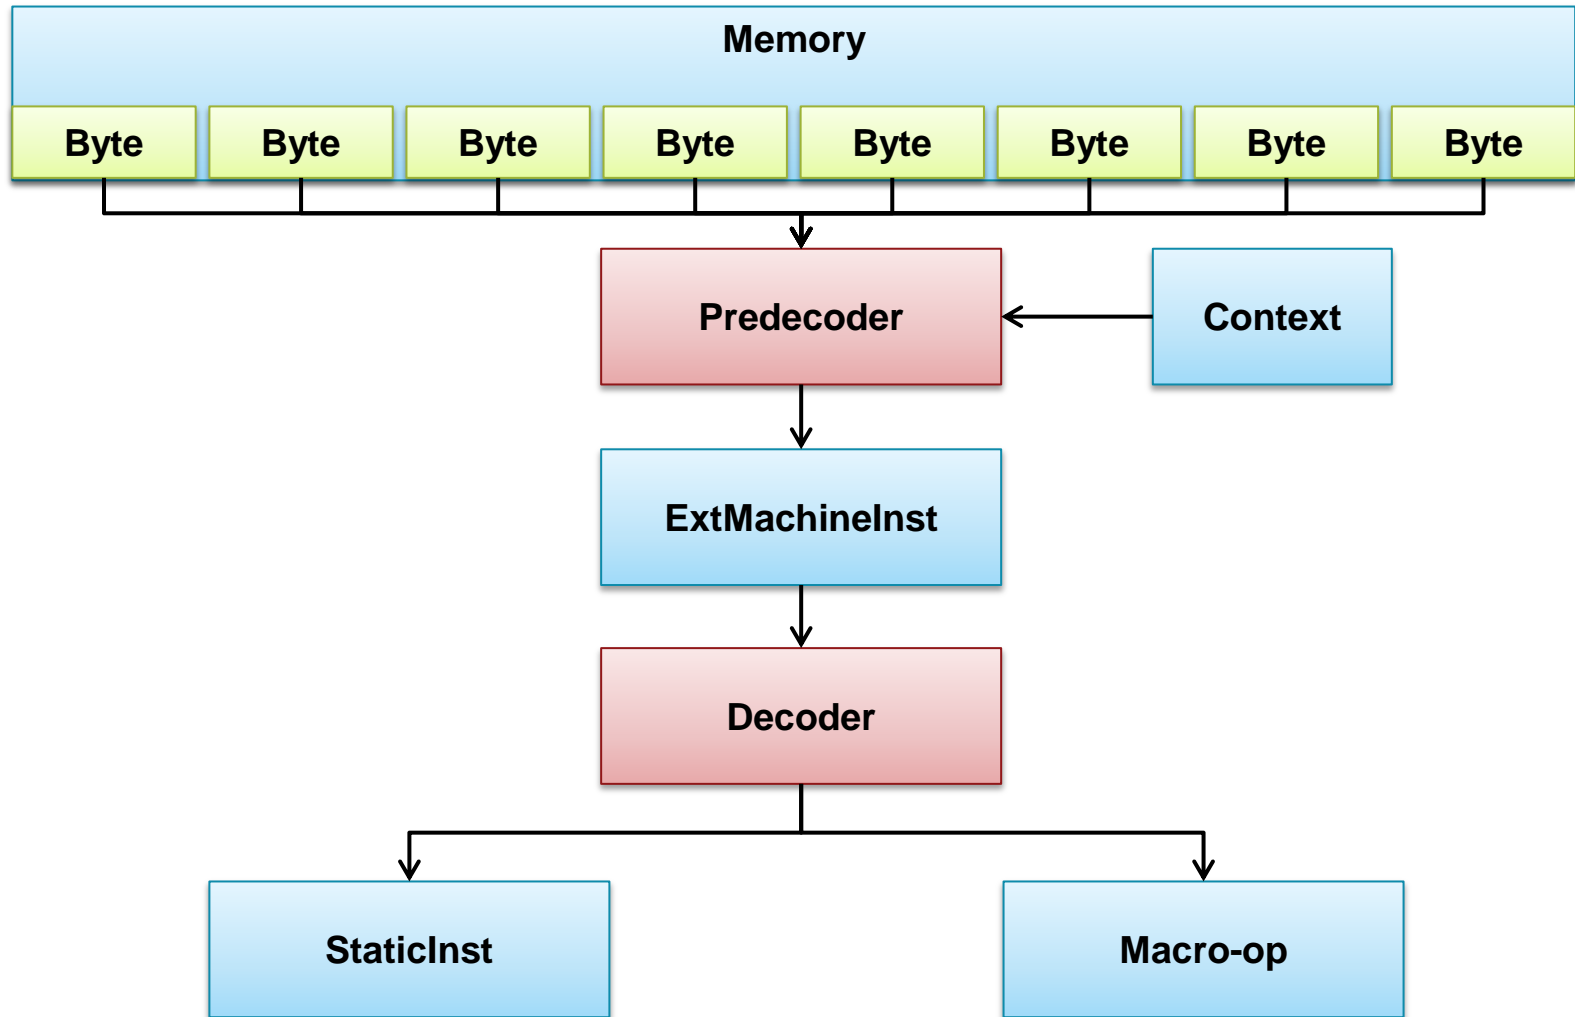 Memory
Byte Byte Byte Byte Byte Byte Byte Byte
Predecoder
Context
ExtMachineInst
Decoder
StaticInst
Macro-op